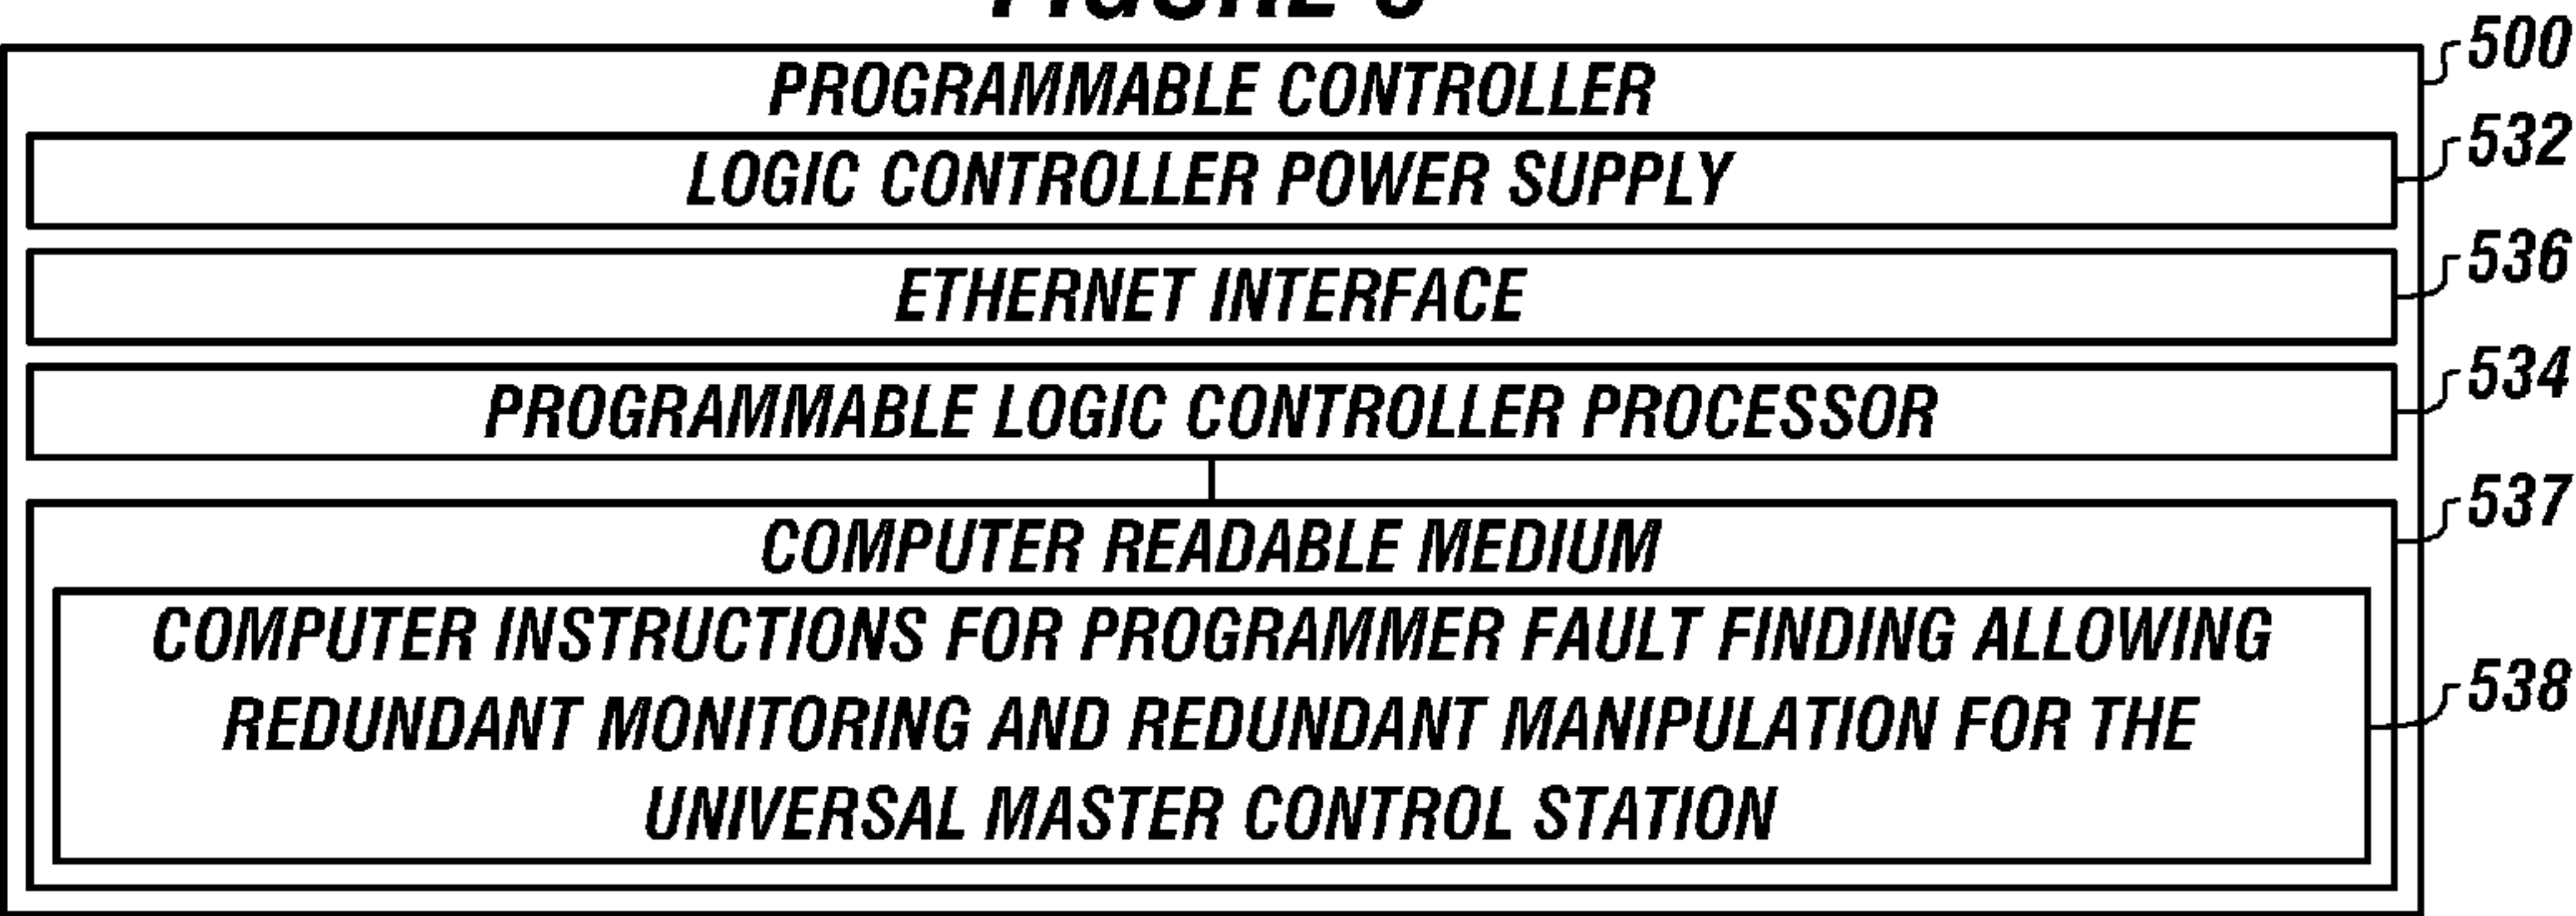 PROGRAMMABLE CONTROLLER
500
LOGIC CONTROLLER POWER SUPPLY
532
ETHERNET INTERFACE
536
PROGRAMMABLE LOGIC CONTROLLER PROCESSOR
534
COMPUTER READABLE MEDIUM
537
COMPUTER INSTRUCTIONS FOR PROGRAMMER FAULT FINDING ALLOWING
REDUNDANT MONITORING AND REDUNDANT MANIPULATION FOR THE
UNIVERSAL MASTER CONTROL STATION
538